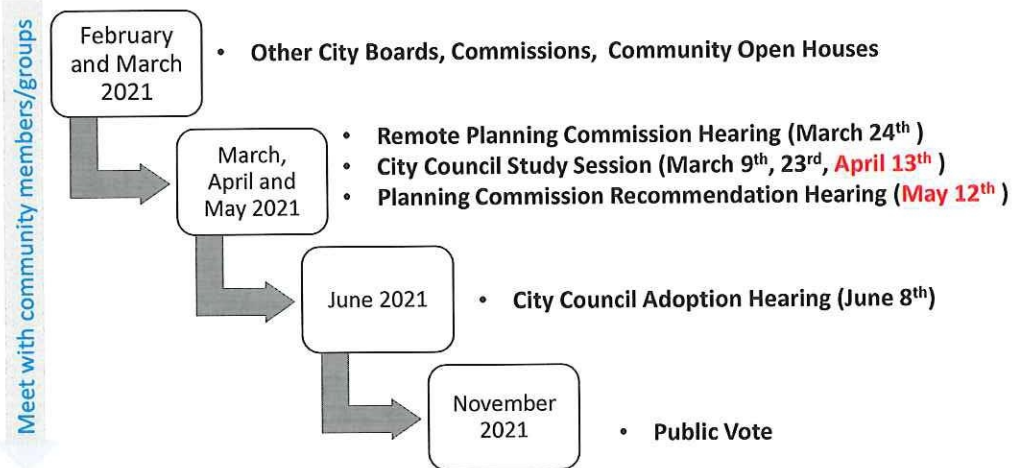 Meet with community members/groups
February
and March
2021
• Other City Boards, Commissions, Community Open Houses
March,
April and
May 2021
• Remote Planning Commission Hearing (March 24th )
• City Council Study Session (March 9th, 23rd, April 13th )
• Planning Commission Recommendation Hearing (May 12th )
June 2021
• City Council Adoption Hearing (June 8th)
November
2021
• Public Vote